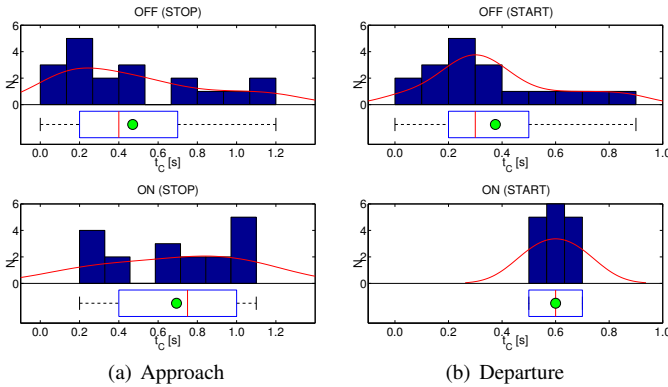 OFF (STOP)
6
4
2
0
N
0.0 0.2 0.4 0.6 0.8 1.0 1.2
t_C [s]
OFF (START)
6
4
2
0
N
0.0 0.2 0.4 0.6 0.8 1.0
t_C [s]
ON (STOP)
6
4
2
0
N
0.0 0.2 0.4 0.6 0.8 1.0 1.2
t_C [s]
ON (START)
6
4
2
0
N
0.0 0.2 0.4 0.6 0.8 1.0
t_C [s]
(a) Approach
(b) Departure